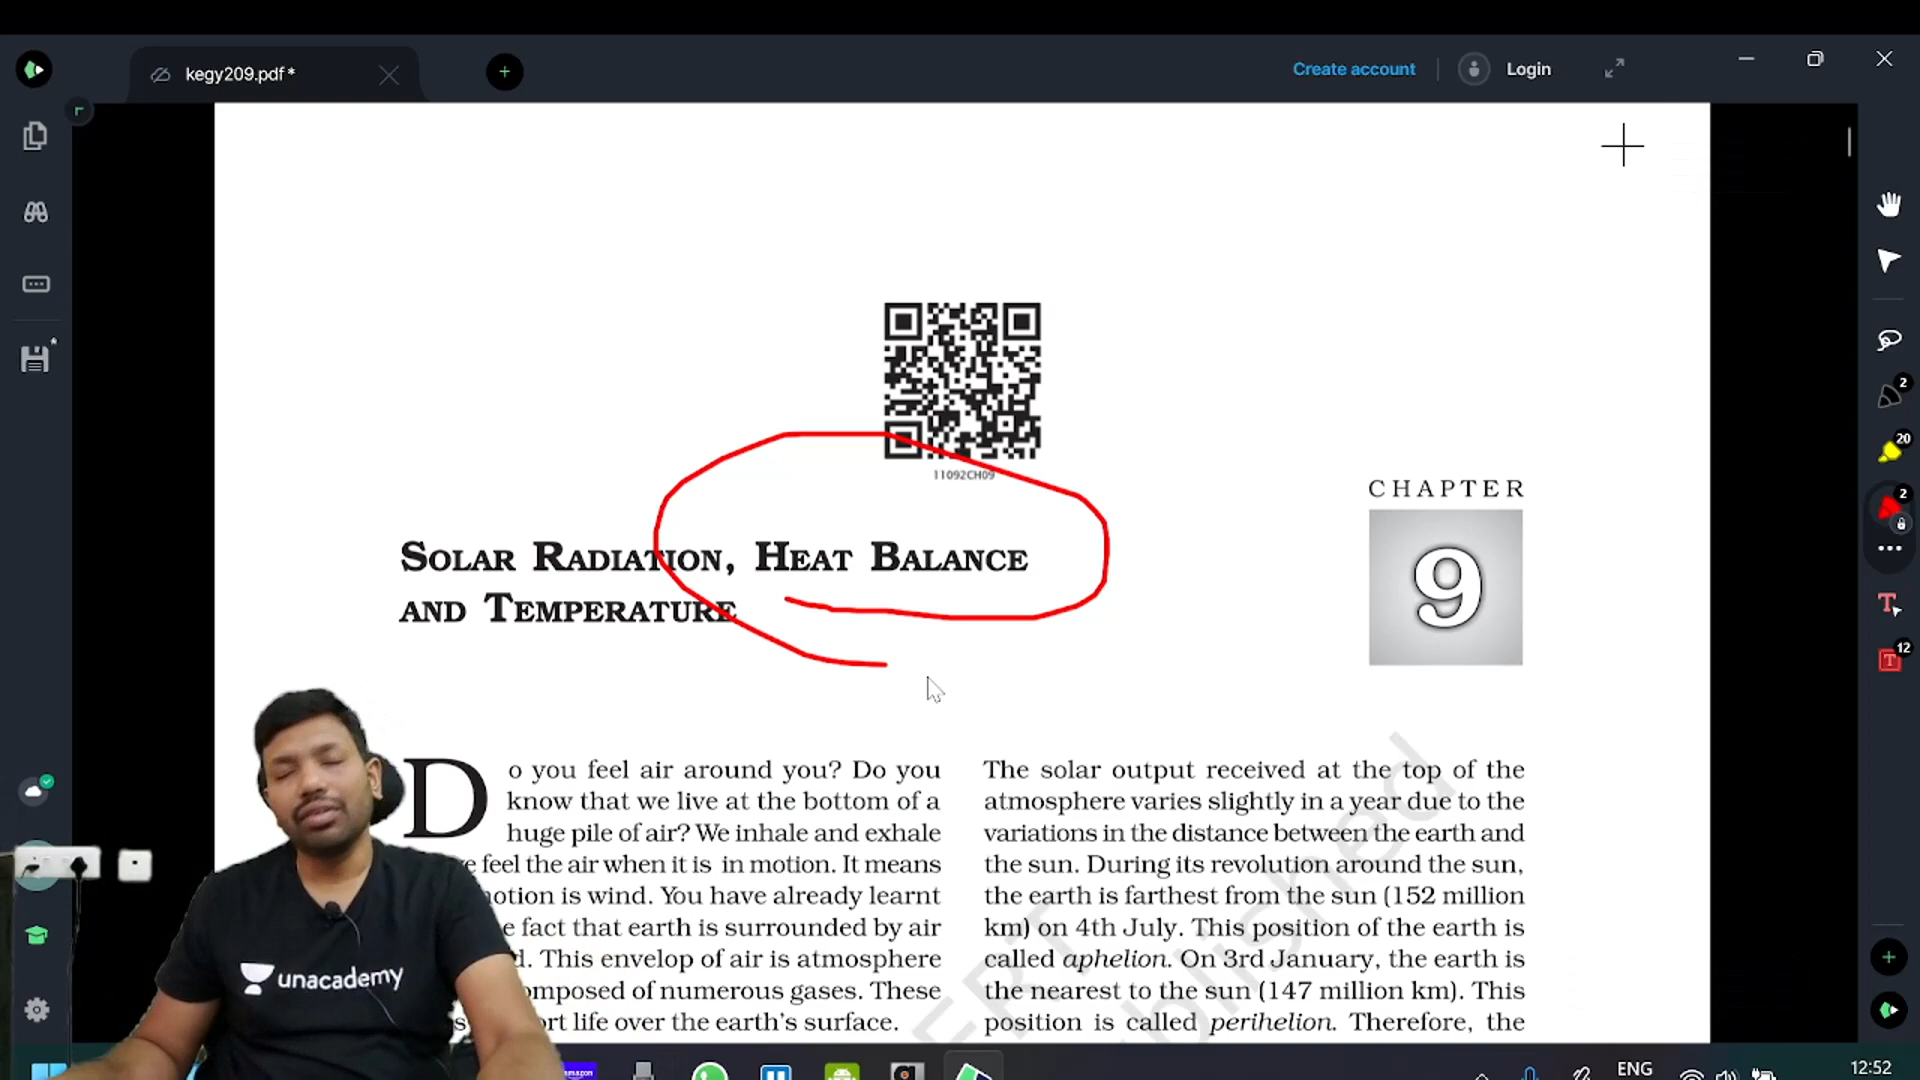 kegy209.pdf*
Create account
Login
2
20
2
12
11092CH09
CHAPTER
9
SOLAR RADIATION, HEAT BALANCE
AND TEMPERATURE
Do you feel air around you? Do you
know that we live at the bottom of a
huge pile of air? We inhale and exhale
feel the air when it is in motion. It means
otion is wind. You have already learnt
e fact that earth is surrounded by air
d. This envelop of air is atmosphere
omposed of numerous gases. These
rt life over the earth's surface.
The solar output received at the top of the
atmosphere varies slightly in a year due to the
variations in the distance between the earth and
the sun. During its revolution around the sun,
the earth is farthest from the sun (152 million
km) on 4th July. This position of the earth is
called aphelion. On 3rd January, the earth is
the nearest to the sun (147 million km). This
position is called perihelion. Therefore, the
unacademy
amazon
ENG
12:52